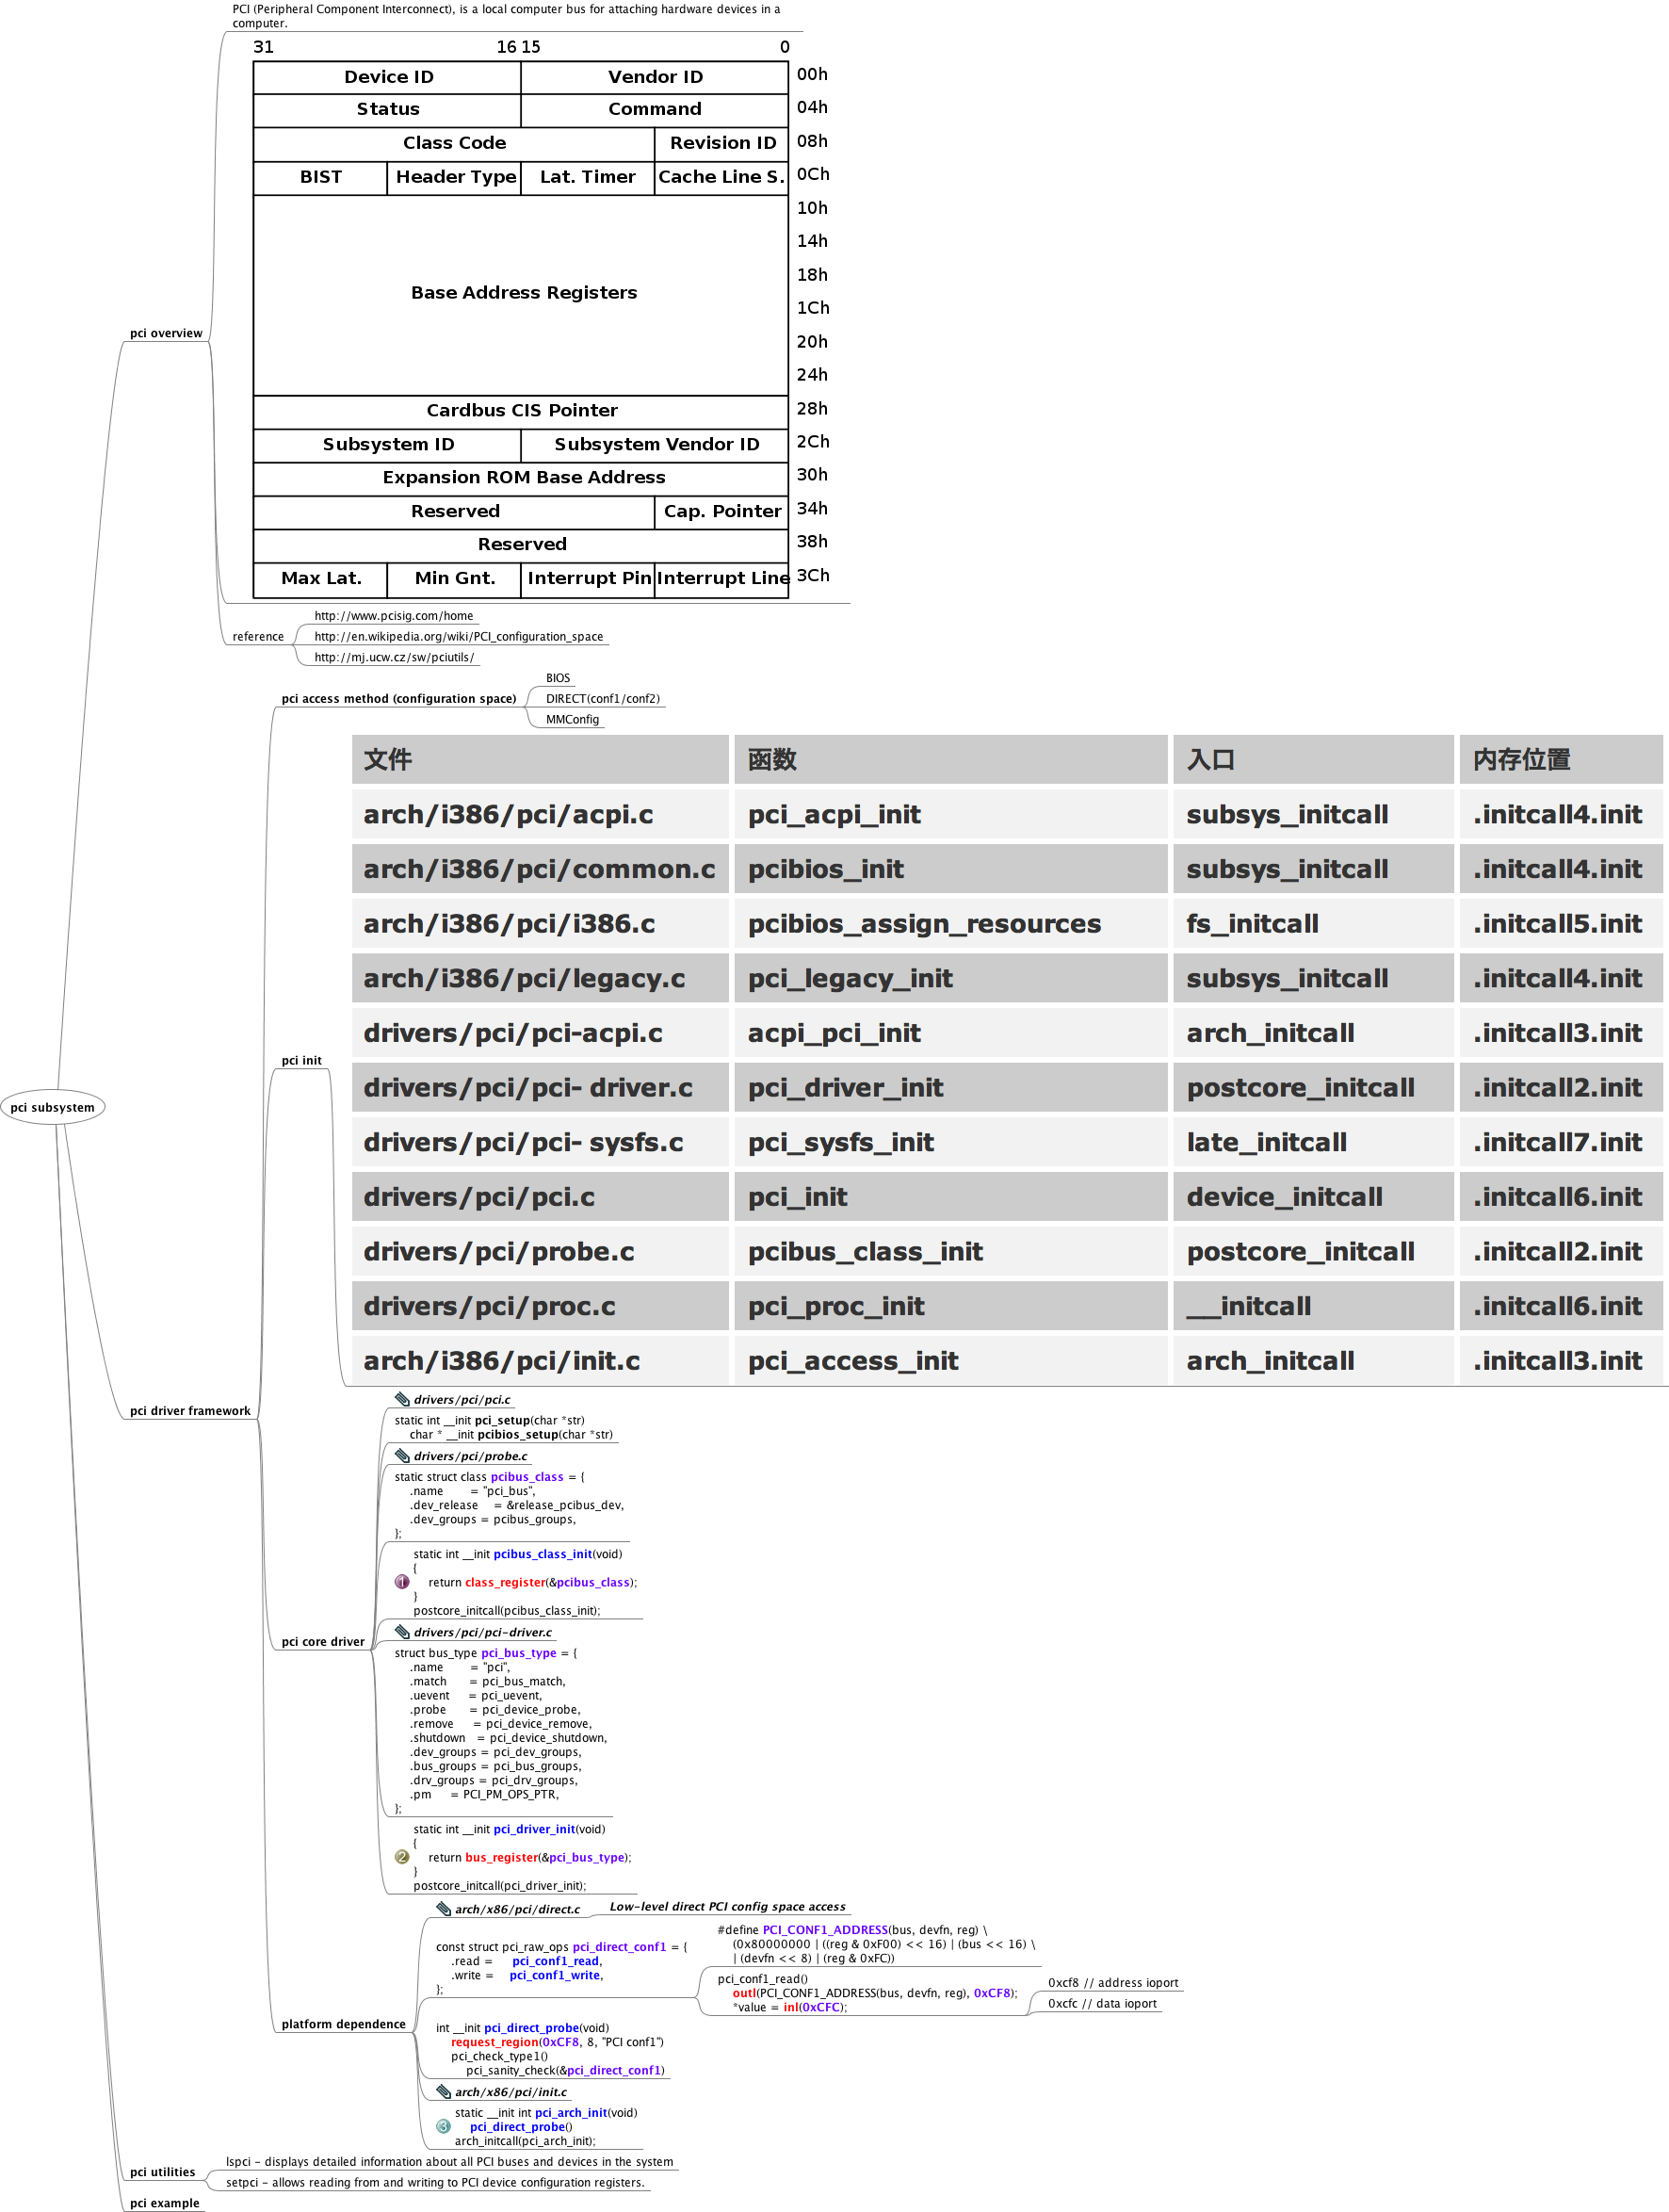 PCI (Peripheral Component Interconnect), is a local computer bus for attaching hardware devices in a
computer.
31 16 15 0
Device ID Vendor ID 00h
Status Command 04h
Class Code Revision ID 08h
BIST Header Type Lat. Timer Cache Line S. 0Ch
10h
14h
18h
Base Address Registers
1Ch
pci overview
20h
24h
Cardbus CIS Pointer 28h
Subsystem ID Subsystem Vendor ID 2Ch
Expansion ROM Base Address 30h
Reserved Cap. Pointer 34h
Reserved 38h
Max Lat. Min Gnt. Interrupt Pin Interrupt Line 3Ch
reference
http://www.pcisig.com/home
http://en.wikipedia.org/wiki/PCI_configuration_space
http://mj.ucw.cz/sw/pciutils/
pci subsystem
pci driver framework
pci access method (configuration space)
BIOS
DIRECT(conf1/conf2)
MMConfig
pci init
文件 函数 入口 内存位置
arch/i386/pci/acpi.c pci_acpi_init subsys_initcall .initcall4.init
arch/i386/pci/common.c pcibios_init subsys_initcall .initcall4.init
arch/i386/pci/i386.c pcibios_assign_resources fs_initcall .initcall5.init
arch/i386/pci/legacy.c pci_legacy_init subsys_initcall .initcall4.init
drivers/pci/pci-acpi.c acpi_pci_init arch_initcall .initcall3.init
drivers/pci/pci- driver.c pci_driver_init postcore_initcall .initcall2.init
drivers/pci/pci- sysfs.c pci_sysfs_init late_initcall .initcall7.init
drivers/pci/pci.c pci_init device_initcall .initcall6.init
drivers/pci/probe.c pcibus_class_init postcore_initcall .initcall2.init
drivers/pci/proc.c pci_proc_init __initcall .initcall6.init
arch/i386/pci/init.c pci_access_init arch_initcall .initcall3.init
pci core driver
drivers/pci/pci.c
static int __init pci_setup(char *str)
char * __init pcibios_setup(char *str)
drivers/pci/probe.c
static struct class pcibus_class = {
.name = "pci_bus",
.dev_release = &release_pcibus_dev,
.dev_groups = pcibus_groups,
};
static int __init pcibus_class_init(void)
{
1 return class_register(&pcibus_class);
}
postcore_initcall(pcibus_class_init);
drivers/pci/pci-driver.c
struct bus_type pci_bus_type = {
.name = "pci",
.match = pci_bus_match,
.uevent = pci_uevent,
.probe = pci_device_probe,
.remove = pci_device_remove,
.shutdown = pci_device_shutdown,
.dev_groups = pci_dev_groups,
.bus_groups = pci_bus_groups,
.drv_groups = pci_drv_groups,
.pm = PCI_PM_OPS_PTR,
};
static int __init pci_driver_init(void)
{
2 return bus_register(&pci_bus_type);
}
postcore_initcall(pci_driver_init);
platform dependence
arch/x86/pci/direct.c
Low-level direct PCI config space access
const struct pci_raw_ops pci_direct_conf1 = {
.read = pci_conf1_read,
.write = pci_conf1_write,
};
#define PCI_CONF1_ADDRESS(bus, devfn, reg) \
(0x80000000 | ((reg & 0xF00) << 16) | (bus << 16) \
| (devfn << 8) | (reg & 0xFC))
pci_conf1_read()
outl(PCI_CONF1_ADDRESS(bus, devfn, reg), 0xCF8);
*value = inl(0xCFC);
0xcf8 // address ioport
0xcfc // data ioport
int __init pci_direct_probe(void)
request_region(0xCF8, 8, "PCI conf1")
pci_check_type1()
pci_sanity_check(&pci_direct_conf1)
arch/x86/pci/init.c
static __init int pci_arch_init(void)
3 pci_direct_probe()
arch_initcall(pci_arch_init);
pci utilities
lspci - displays detailed information about all PCI buses and devices in the system
setpci - allows reading from and writing to PCI device configuration registers.
pci example